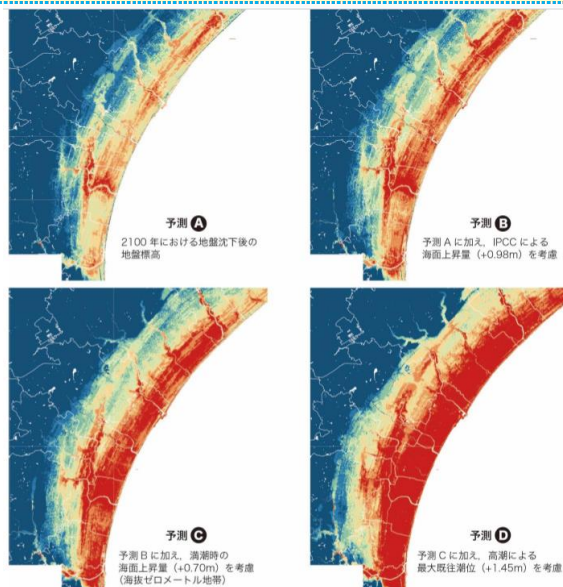 予測 A
2100 年における地盤沈下後の
地盤標高
予測 B
予測 A に加え，IPCC による
海面上昇量（+0.98m）を考慮
予測 C
予測 B に加え，満潮時の
海面上昇量（+0.70m）を考慮
（海抜ゼロメートル地帯）
予測 D
予測 C に加え，高潮による
最大既往潮位（+1.45m）を考慮